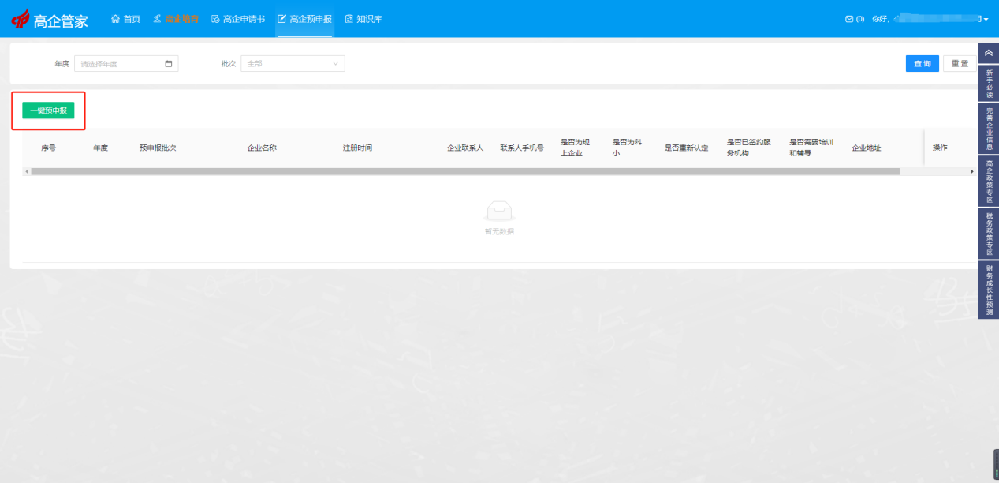 高企管家
首页
高企培育
高企申请书
高企预申报
知识库
(0)
你好，
年度
请选择年度
批次
全部
查 询
重 置
一键预申报
序号
年度
预申报批次
企业名称
注册时间
企业联系人
联系人手机号
是否为规
上企业
是否为科
小
是否重新认定
是否已签约服
务机构
是否需要培训
和辅导
企业地址
操作
暂无数据
新手必读
完善企业信息
高企政策专区
税务政策专区
财务成长性预测